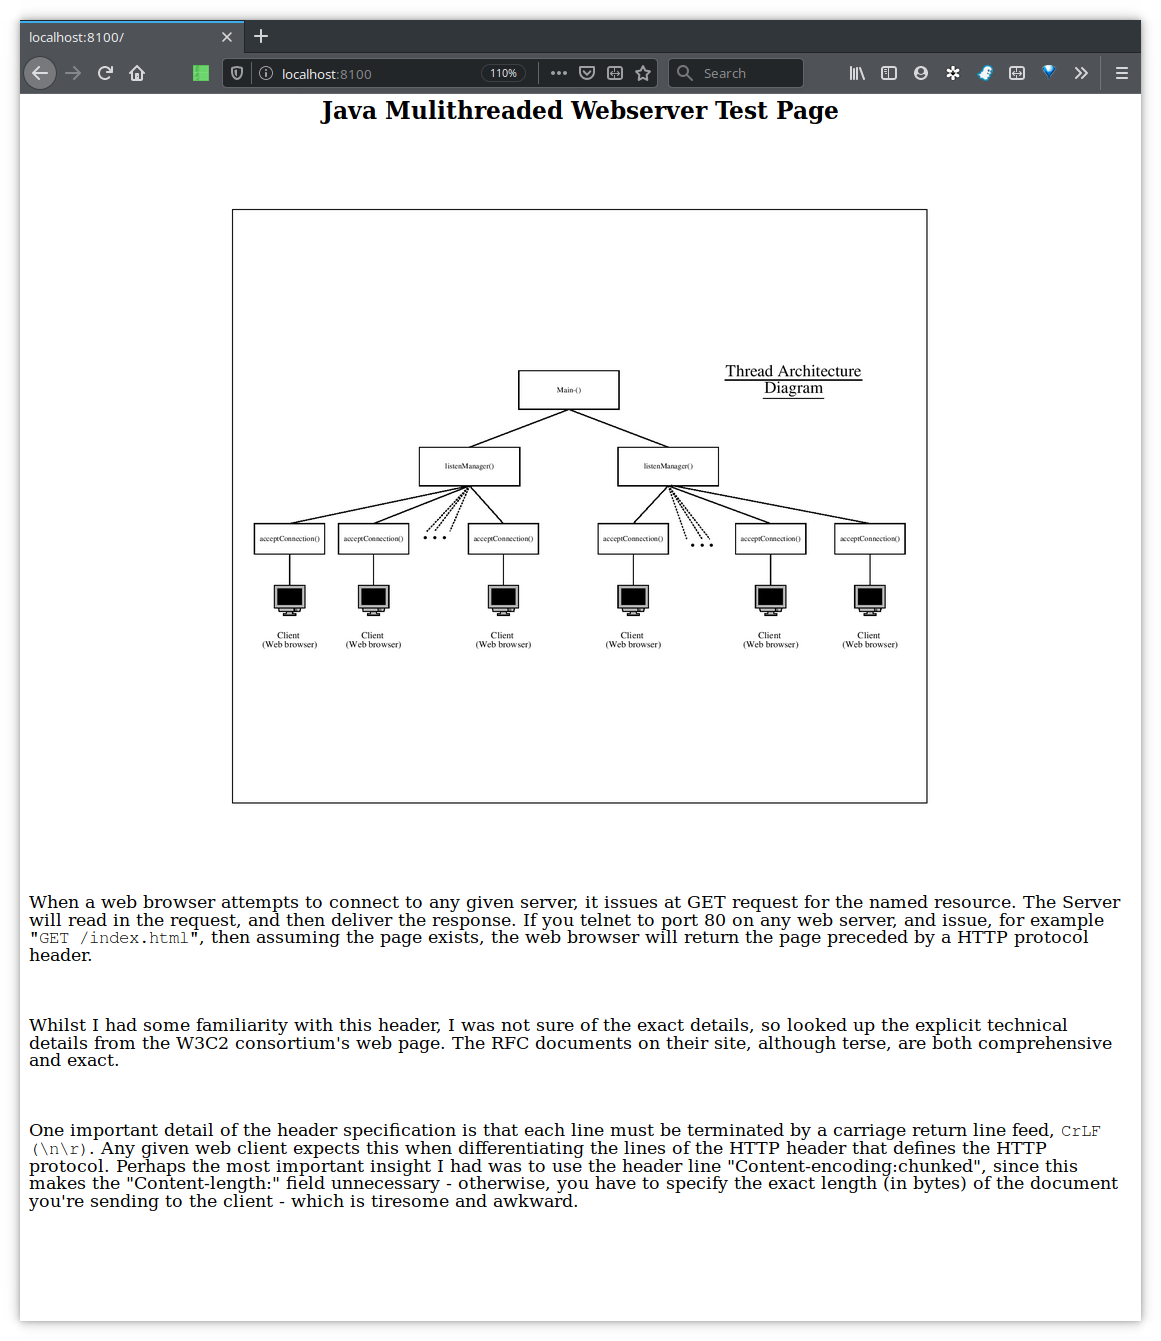 localhost:8100/
localhost:8100
110%
Search
Java Mulithreaded Webserver Test Page
Thread Architecture
Diagram
Main-()
listenManager()
listenManager()
acceptConnection()
acceptConnection()
acceptConnection()
acceptConnection()
acceptConnection()
acceptConnection()
Client
(Web browser)
Client
(Web browser)
Client
(Web browser)
Client
(Web browser)
Client
(Web browser)
Client
(Web browser)
When a web browser attempts to connect to any given server, it issues at GET request for the named resource. The Server
will read in the request, and then deliver the response. If you telnet to port 80 on any web server, and issue, for example
"GET /index.html", then assuming the page exists, the web browser will return the page preceded by a HTTP protocol
header.
Whilst I had some familiarity with this header, I was not sure of the exact details, so looked up the explicit technical
details from the W3C2 consortium's web page. The RFC documents on their site, although terse, are both comprehensive
and exact.
One important detail of the header specification is that each line must be terminated by a carriage return line feed, CrLF
(\n\r). Any given web client expects this when differentiating the lines of the HTTP header that defines the HTTP
protocol. Perhaps the most important insight I had was to use the header line "Content-encoding:chunked", since this
makes the "Content-length:" field unnecessary - otherwise, you have to specify the exact length (in bytes) of the document
you're sending to the client - which is tiresome and awkward.